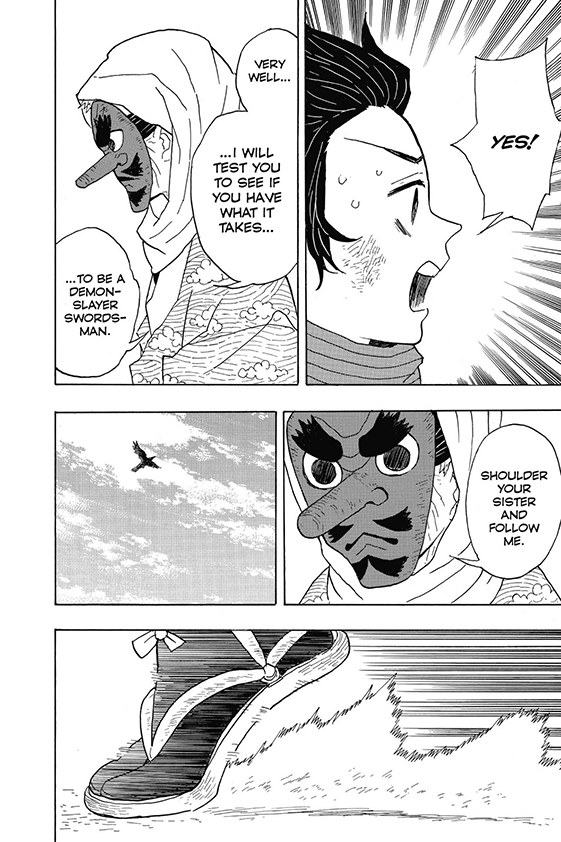 YES!
VERY
WELL...
...I WILL
TEST YOU
TO SEE IF
YOU HAVE
WHAT IT
TAKES...
...TO BE A
DEMON-
SLAYER
SWORDS-
MAN.
SHOULDER
YOUR
SISTER
AND
FOLLOW
ME.